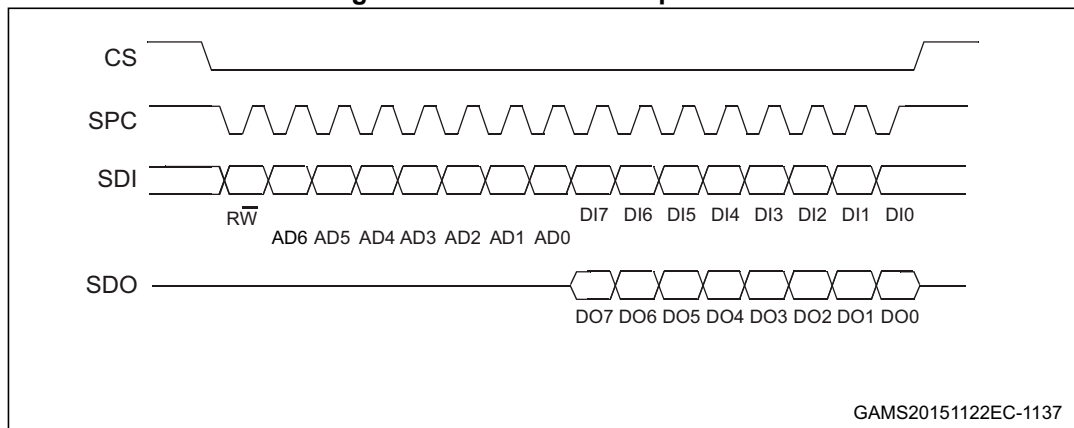 CS
SPC
SDI
RW
DI7 DI6 DI5 DI4 DI3 DI2 DI1 DI0
AD6 AD5 AD4 AD3 AD2 AD1 AD0
SDO
DO7 DO6 DO5 DO4 DO3 DO2 DO1 DO0
GAMS20151122EC-1137